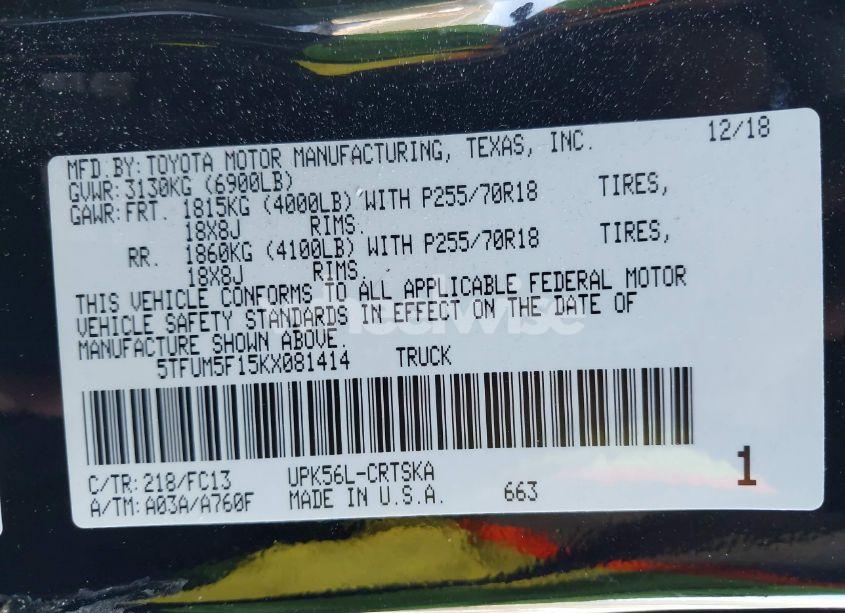 MFD.BY: TOYOTA MOTOR MANUFACTURING, TEXAS, INC. 12/18
GVWR: 3130KG (6900LB)
GAWR: FRT. 1815KG (4000LB) WITH P255/70R18 TIRES,
18X8J RIMS.
RR. 1860KG (4100LB) WITH P255/70R18 TIRES,
18X8J RIMS.
THIS VEHICLE CONFORMS TO ALL APPLICABLE FEDERAL MOTOR
VEHICLE SAFETY STANDARDS IN EFFECT ON THE DATE OF
MANUFACTURE SHOWN ABOVE.
5TFUM5F15KX081414 TRUCK
C/TR: 218/FC13 UPK56L-CRTSKA
A/TM: A03A/A760F MADE IN U.S.A. 663 1